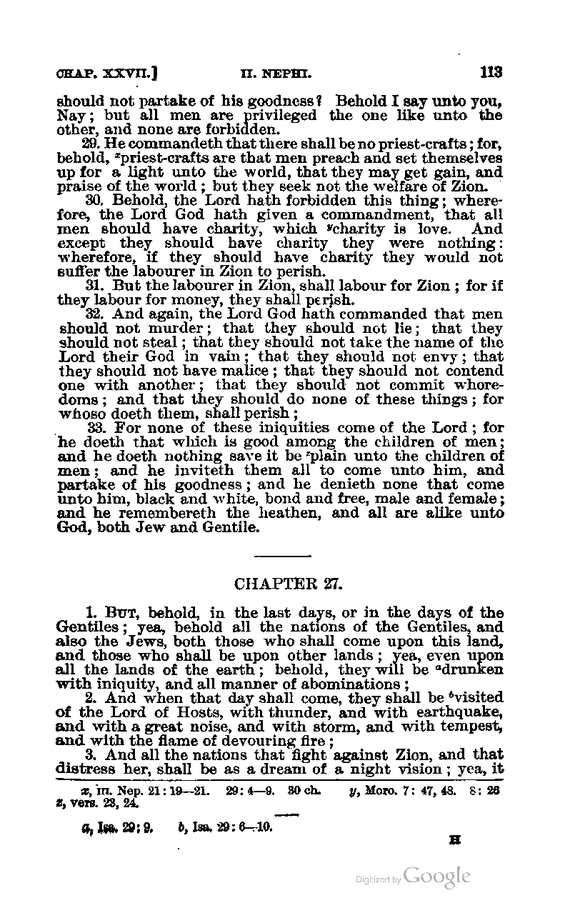 CHAP. XXVII.] II. NEPHI. 113
should not partake of his goodness? Behold I say unto you,
Nay; but all men are privileged the one like unto the
other, and none are forbidden.
29. He commandeth that there shall be no priest-crafts; for,
behold, ˣpriest-crafts are that men preach and set themselves
up for a light unto the world, that they may get gain, and
praise of the world; but they seek not the welfare of Zion.
30. Behold, the Lord hath forbidden this thing; where-
fore, the Lord God hath given a commandment, that all
men should have charity, which ʸcharity is love. And
except they should have charity they were nothing:
wherefore, if they should have charity they would not
suffer the labourer in Zion to perish.
31. But the labourer in Zion, shall labour for Zion; for if
they labour for money, they shall perish.
32. And again, the Lord God hath commanded that men
should not murder; that they should not lie; that they
should not steal; that they should not take the name of the
Lord their God in vain; that they should not envy; that
they should not have malice; that they should not contend
one with another; that they should not commit whore-
doms; and that they should do none of these things; for
whoso doeth them, shall perish;
33. For none of these iniquities come of the Lord; for
he doeth that which is good among the children of men;
and he doeth nothing save it be ᶻplain unto the children of
men; and he inviteth them all to come unto him, and
partake of his goodness; and he denieth none that come
unto him, black and white, bond and free, male and female;
and he remembereth the heathen, and all are alike unto
God, both Jew and Gentile.
CHAPTER 27.
1. BUT, behold, in the last days, or in the days of the
Gentiles; yea, behold all the nations of the Gentiles, and
also the Jews, both those who shall come upon this land,
and those who shall be upon other lands; yea, even upon
all the lands of the earth; behold, they will be ᵃdrunken
with iniquity, and all manner of abominations;
2. And when that day shall come, they shall be ᵇvisited
of the Lord of Hosts, with thunder, and with earthquake,
and with a great noise, and with storm, and with tempest,
and with the flame of devouring fire;
3. And all the nations that fight against Zion, and that
distress her, shall be as a dream of a night vision; yea, it
x, III. Nep. 21:19—21. 29:4—9. 30 ch. y, Moro. 7: 47, 48. 8: 26
z, vers. 23, 24.
a, Isa. 29:9. b, Isa. 29:6—10.
H
Digitized by Google